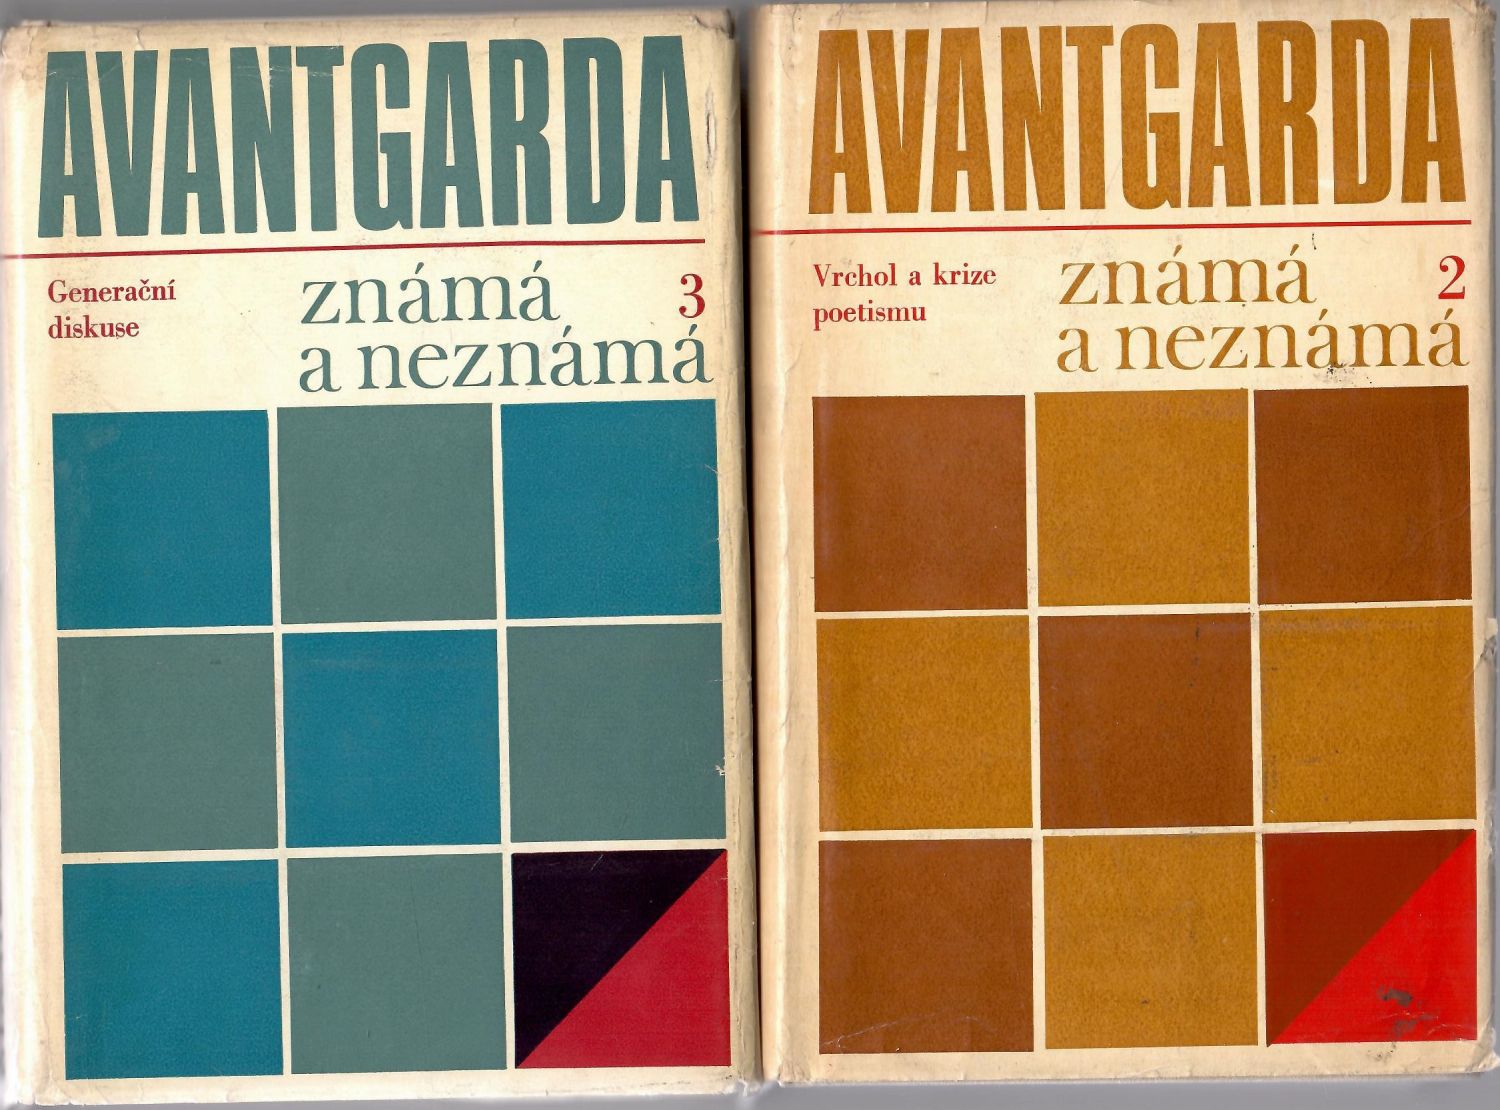 AVANTGARDA
Generační
diskuse
známá 3
a neznámá
AVANTGARDA
Vrchol a krize
poetismu
známá 2
a neznámá